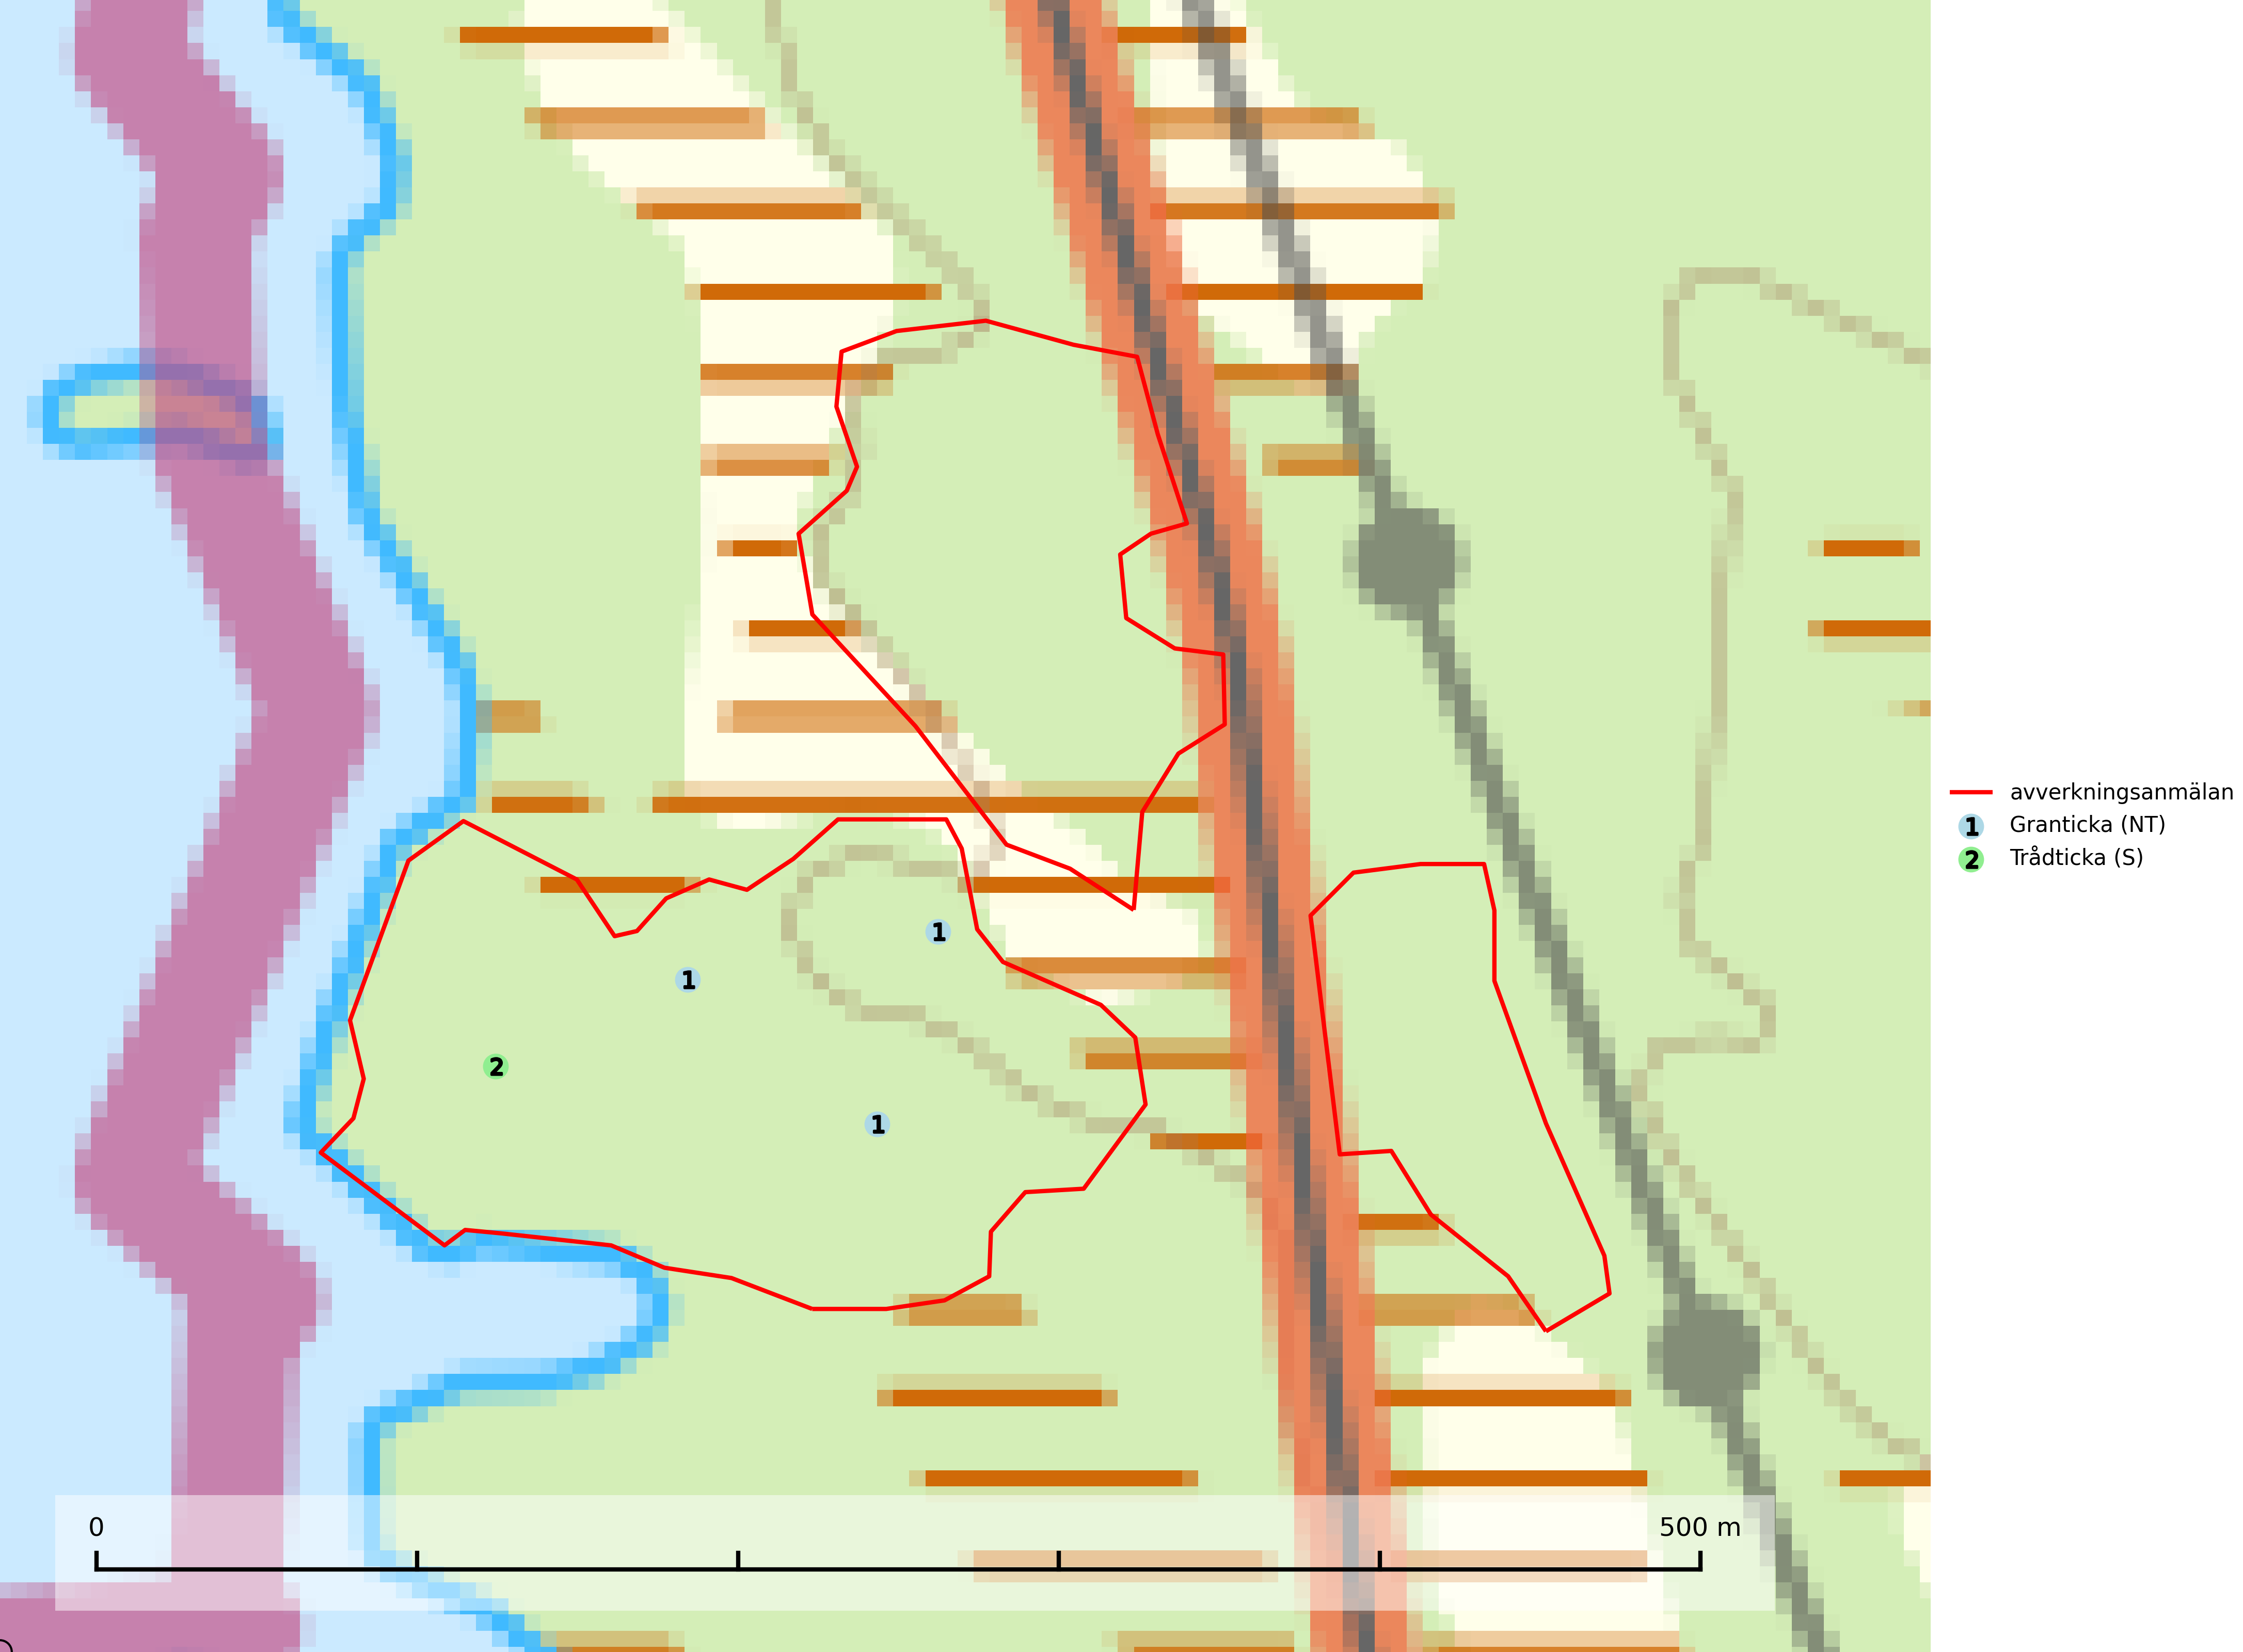 1
1
2
1
0
500 m
avverkningsanmälan
1 Granticka (NT)
2 Trådticka (S)